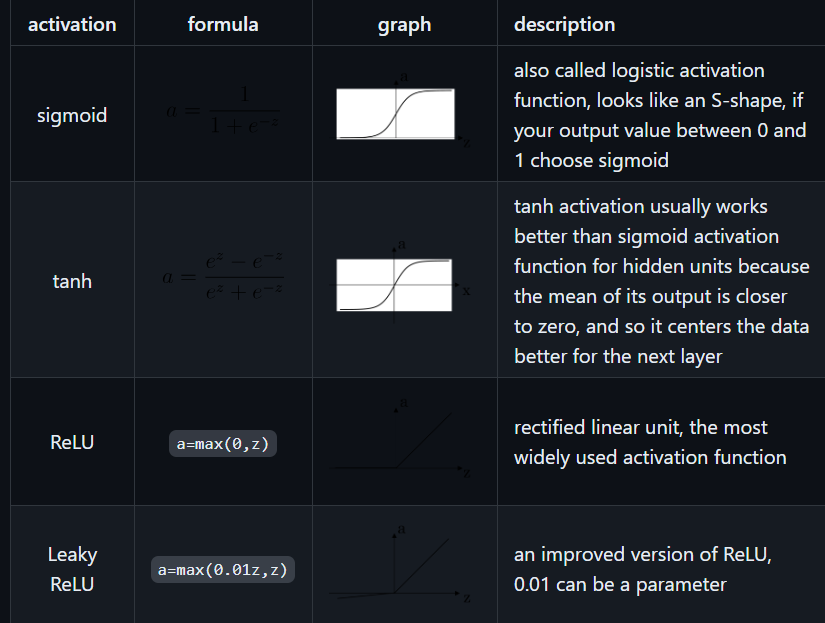 activation formula graph description
sigmoid
a = 1 / (1 + e^{-z})
a
z
also called logistic activation
function, looks like an S-shape, if
your output value between 0 and
1 choose sigmoid
tanh
a = (e^z − e^{-z}) / (e^z + e^{-z})
a
x
tanh activation usually works
better than sigmoid activation
function for hidden units because
the mean of its output is closer
to zero, and so it centers the data
better for the next layer
ReLU
a=max(0,z)
a
z
rectified linear unit, the most
widely used activation function
Leaky
ReLU
a=max(0.01z,z)
a
z
an improved version of ReLU,
0.01 can be a parameter